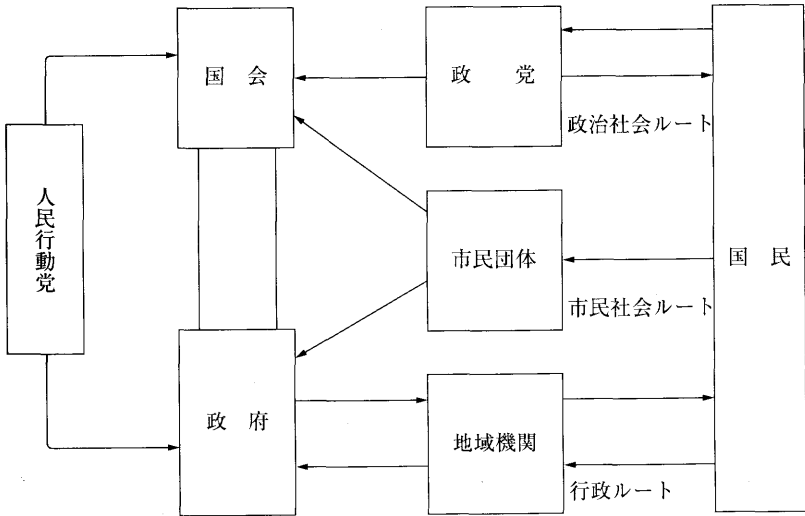 国　会
政　　党
政治社会ルート
人民行動党
市民団体
国　民
市民社会ルート
政　府
地域機関
行政ルート